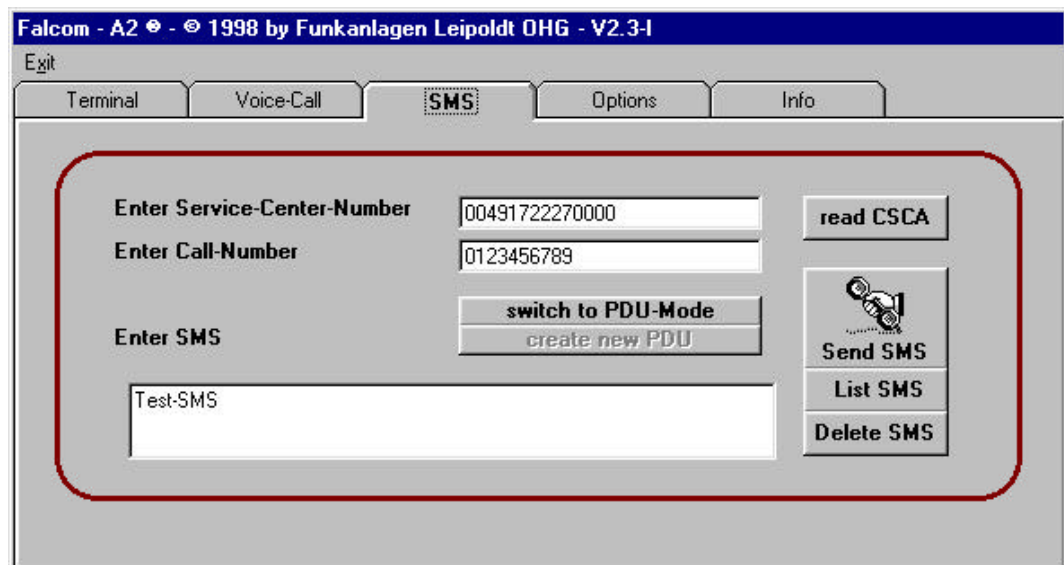 Falcom - A2 ® - © 1998 by Funkanlagen Leipoldt OHG - V2.3-I
Exit
Terminal Voice-Call SMS Options Info
Enter Service-Center-Number 00491722270000 read CSCA
Enter Call-Number 0123456789
switch to PDU-Mode
Enter SMS create new PDU Send SMS
Test-SMS List SMS
Delete SMS